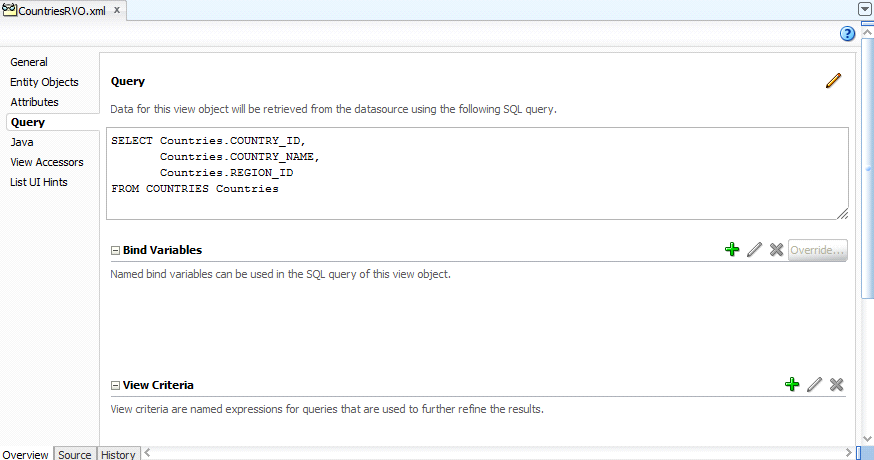 CountriesRVO.xml x
?
General
Entity Objects
Attributes
Query
Java
View Accessors
List UI Hints
Query
Data for this view object will be retrieved from the datasource using the following SQL query.
SELECT Countries.COUNTRY_ID,
       Countries.COUNTRY_NAME,
       Countries.REGION_ID
FROM COUNTRIES Countries
Bind Variables
Override...
Named bind variables can be used in the SQL query of this view object.
View Criteria
View criteria are named expressions for queries that are used to further refine the results.
Overview Source History